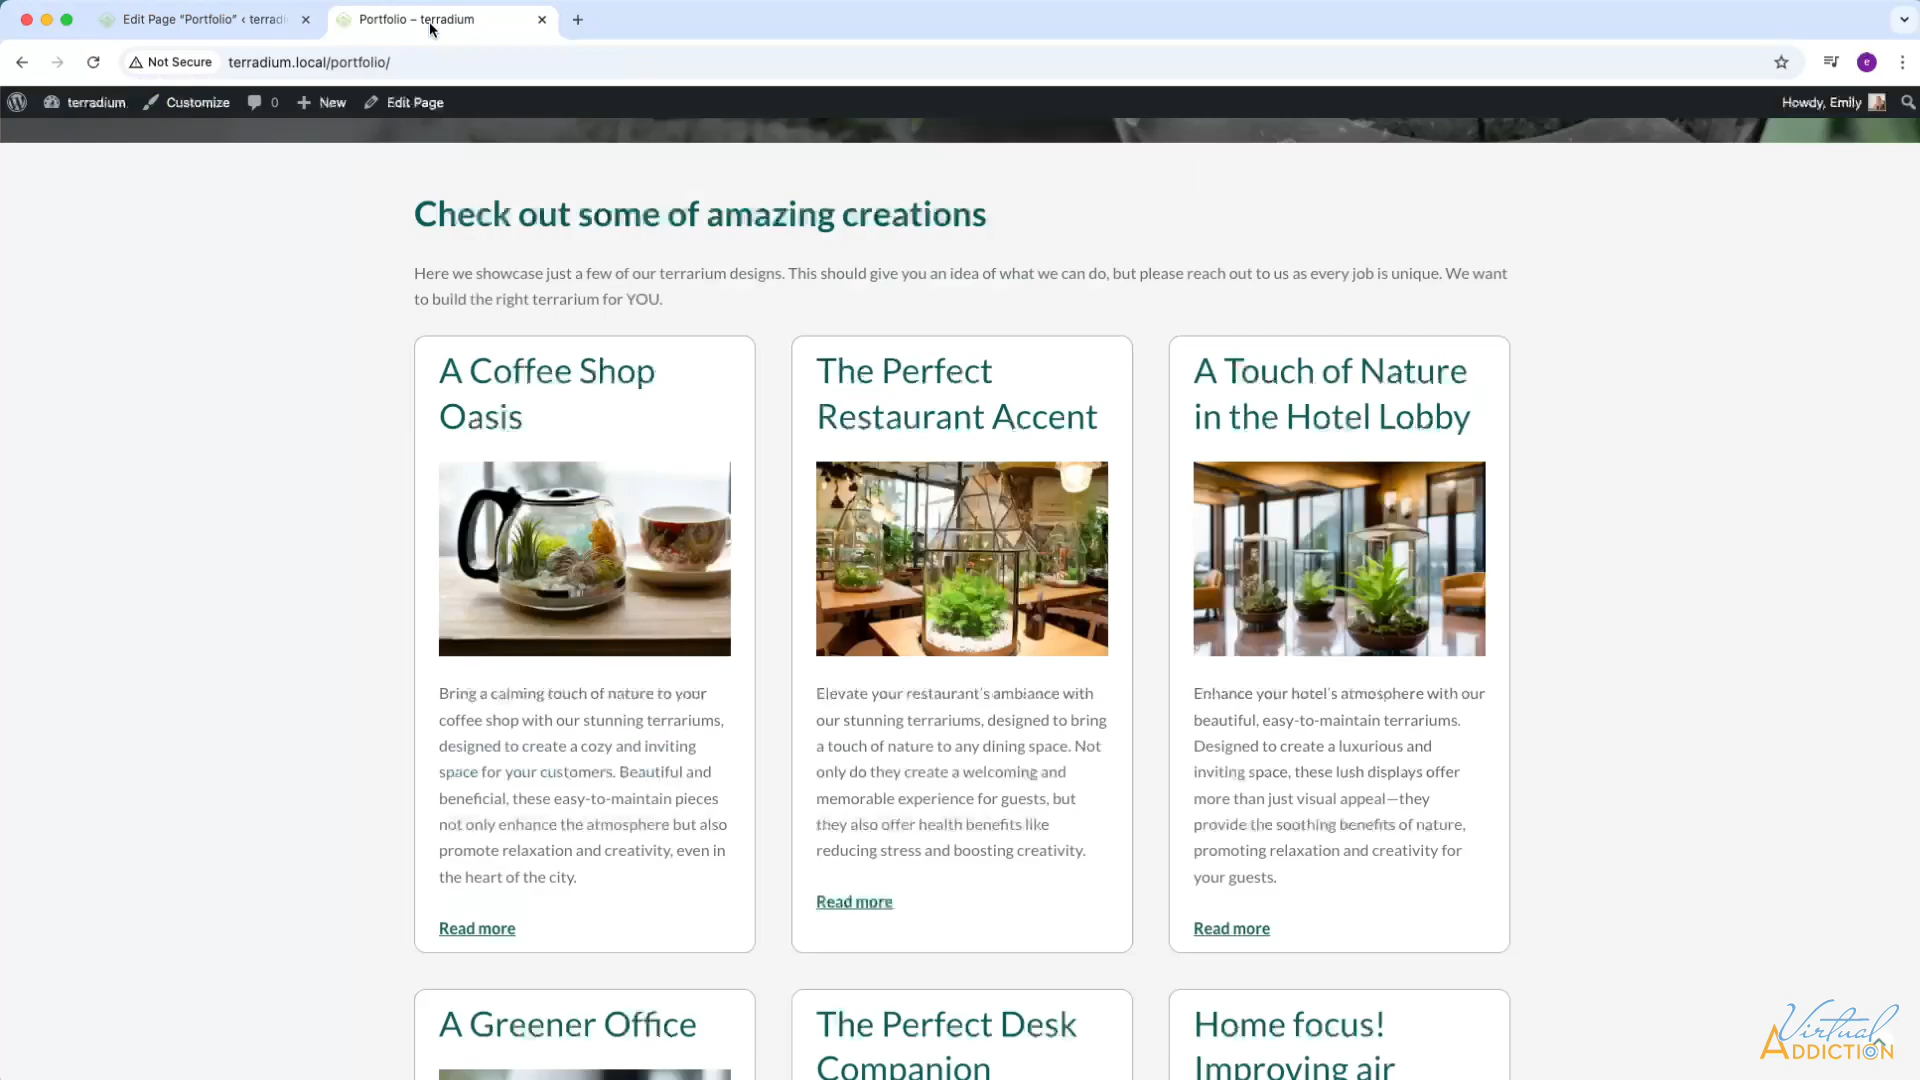 Edit Page “Portfolio” ‹ terradi
Portfolio – terradium
Not Secure
terradium.local/portfolio/
e
terradium
Customize
0
New
Edit Page
Howdy, Emily
Check out some of amazing creations
Here we showcase just a few of our terrarium designs. This should give you an idea of what we can do, but please reach out to us as every job is unique. We want
to build the right terrarium for YOU.
A Coffee Shop
Oasis
Bring a calming touch of nature to your
coffee shop with our stunning terrariums,
designed to create a cozy and inviting
space for your customers. Beautiful and
beneficial, these easy-to-maintain pieces
not only enhance the atmosphere but also
promote relaxation and creativity, even in
the heart of the city.
Read more
The Perfect
Restaurant Accent
Elevate your restaurant's ambiance with
our stunning terrariums, designed to bring
a touch of nature to any dining space. Not
only do they create a welcoming and
memorable experience for guests, but
they also offer health benefits like
reducing stress and boosting creativity.
Read more
A Touch of Nature
in the Hotel Lobby
Enhance your hotel's atmosphere with our
beautiful, easy-to-maintain terrariums.
Designed to create a luxurious and
inviting space, these lush displays offer
more than just visual appeal—they
provide the soothing benefits of nature,
promoting relaxation and creativity for
your guests.
Read more
A Greener Office
The Perfect Desk
Companion
Home focus!
Improving air
Virtual
ADDICTION